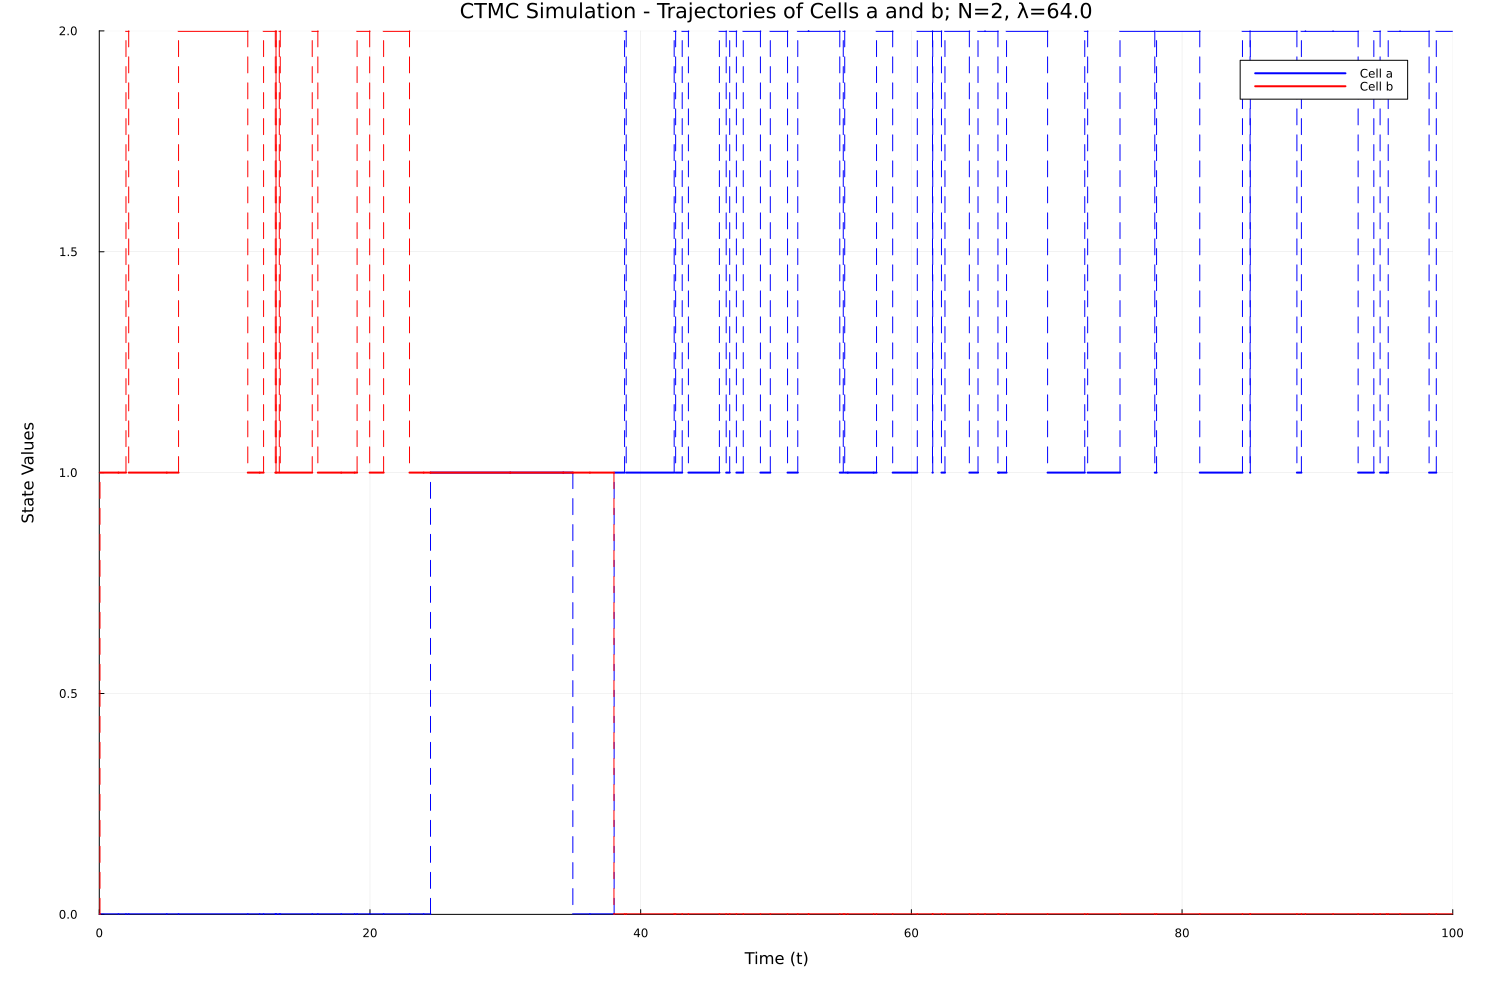 CTMC Simulation - Trajectories of Cells a and b; N=2, λ=64.0
2.0
Cell a
Cell b
1.5
1.0
State Values
0.5
0.0
0 20 40 60 80 100
Time (t)